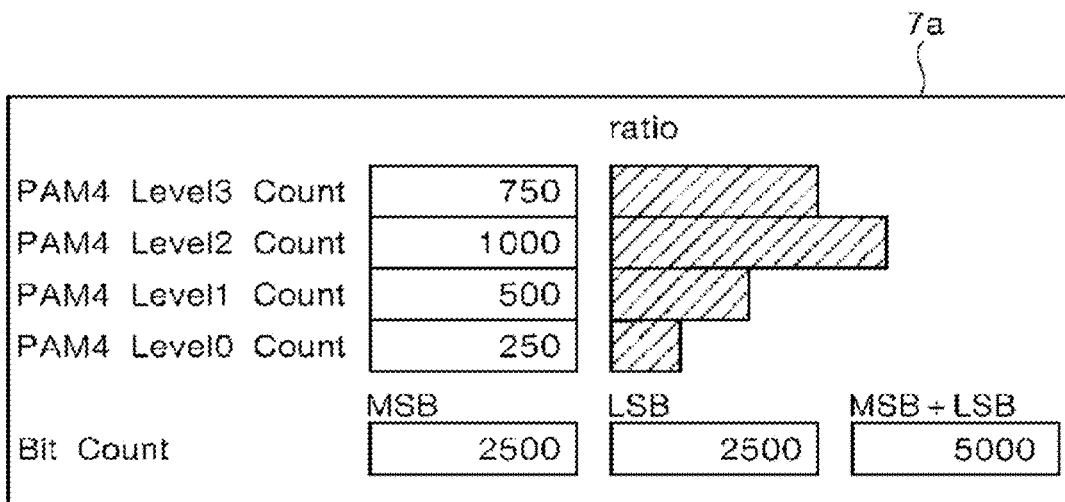 7a
ratio
PAM4 Level3 Count 750
PAM4 Level2 Count 1000
PAM4 Level1 Count 500
PAM4 Level0 Count 250
MSB LSB MSB+LSB
Bit Count 2500 2500 5000